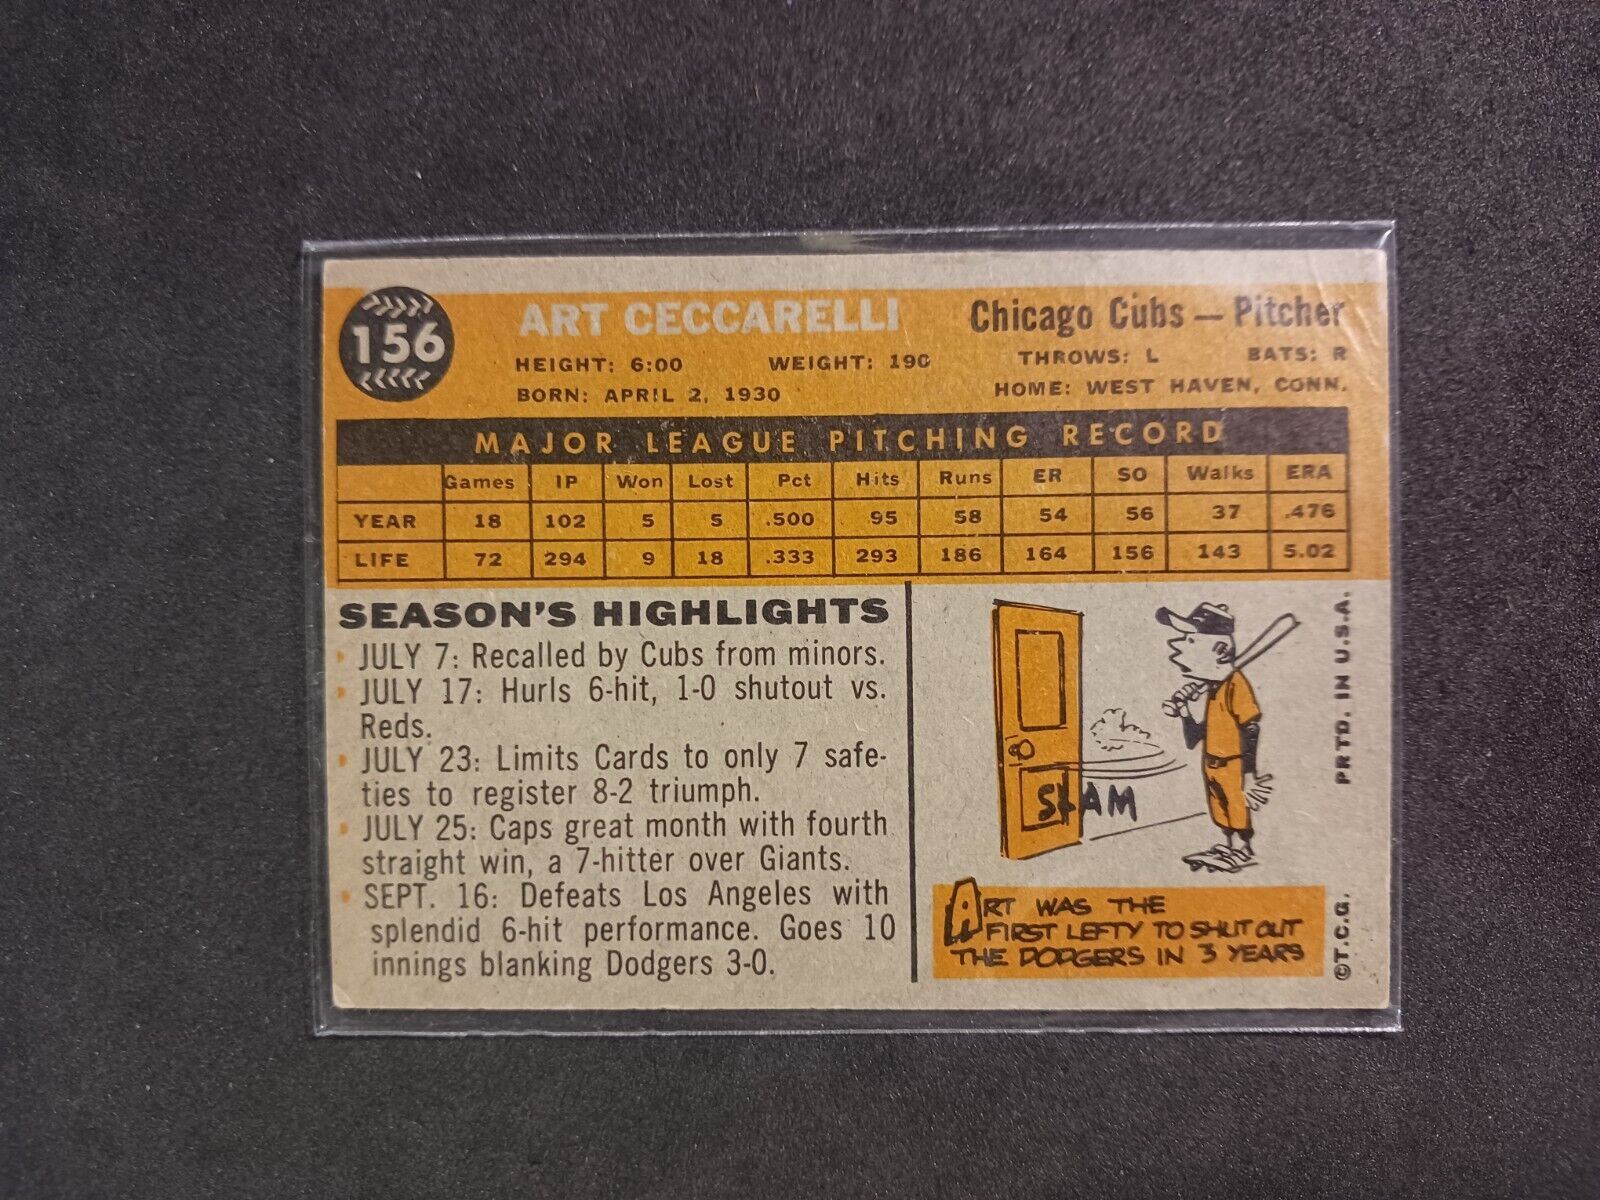 156
ART CECCARELLI
Chicago Cubs — Pitcher
HEIGHT: 6:00 WEIGHT: 190 THROWS: L BATS: R
BORN: APRIL 2, 1930 HOME: WEST HAVEN, CONN.
MAJOR LEAGUE PITCHING RECORD
Games IP Won Lost Pct Hits Runs ER SO Walks ERA
YEAR 18 102 5 5 .500 95 58 54 56 37 .476
LIFE 72 294 9 18 .333 293 186 164 156 143 5.02
SEASON'S HIGHLIGHTS
JULY 7: Recalled by Cubs from minors.
JULY 17: Hurls 6-hit, 1-0 shutout vs.
Reds.
JULY 23: Limits Cards to only 7 safe-
ties to register 8-2 triumph.
JULY 25: Caps great month with fourth
straight win, a 7-hitter over Giants.
SEPT. 16: Defeats Los Angeles with
splendid 6-hit performance. Goes 10
innings blanking Dodgers 3-0.
SLAM
ART WAS THE
FIRST LEFTY TO SHUT OUT
THE DODGERS IN 3 YEARS
©T.C.G. PRTD. IN U.S.A.